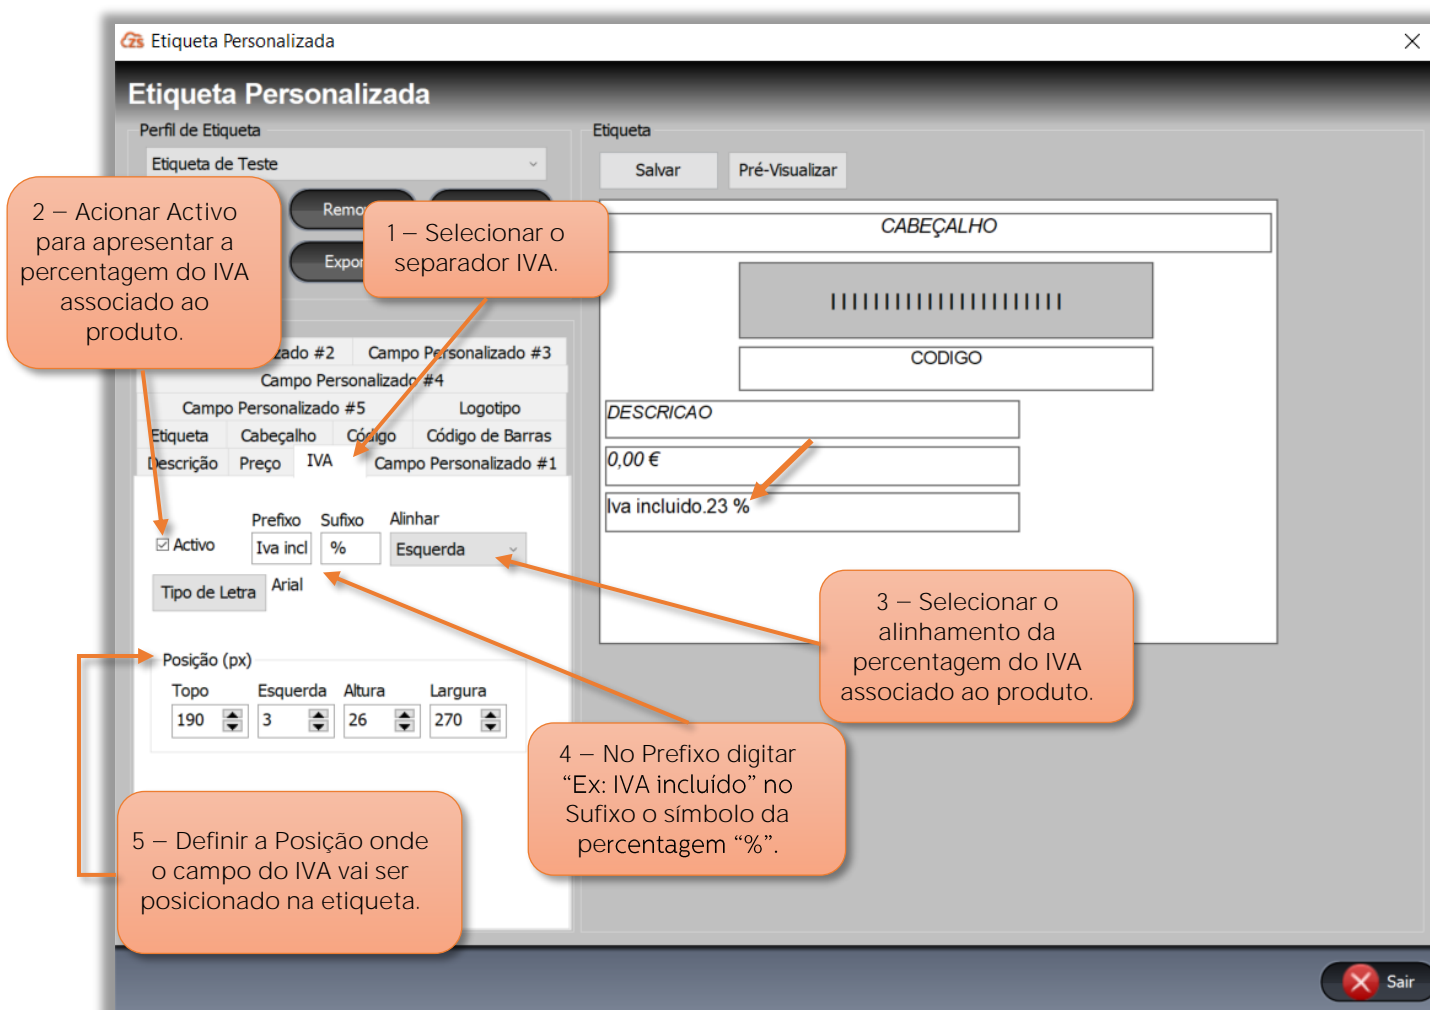 Etiqueta Personalizada
Etiqueta Personalizada
Perfil de Etiqueta
Etiqueta de Teste
Etiqueta
Salvar
Pré-Visualizar
2 – Acionar Activo
para apresentar a
percentagem do IVA
associado ao
produto.
1 – Selecionar o
separador IVA.
CABEÇALHO
CODIGO
DESCRICAO
0,00 €
Iva incluido.23 %
#2
Campo Personalizado #3
Campo Personalizado #4
Campo Personalizado #5
Logotipo
Etiqueta
Cabeçalho
Código
Código de Barras
Descrição
Preço
IVA
Campo Personalizado #1
Prefixo
Sufixo
Alinhar
Activo
Iva incl
%
Esquerda
Tipo de Letra
Arial
3 – Selecionar o
alinhamento da
percentagem do IVA
associado ao produto.
Posição (px)
Topo
Esquerda
Altura
Largura
190
3
26
270
4 – No Prefixo digitar
“Ex: IVA incluído” no
Sufixo o símbolo da
percentagem “%”.
5 – Definir a Posição onde
o campo do IVA vai ser
posicionado na etiqueta.
Sair